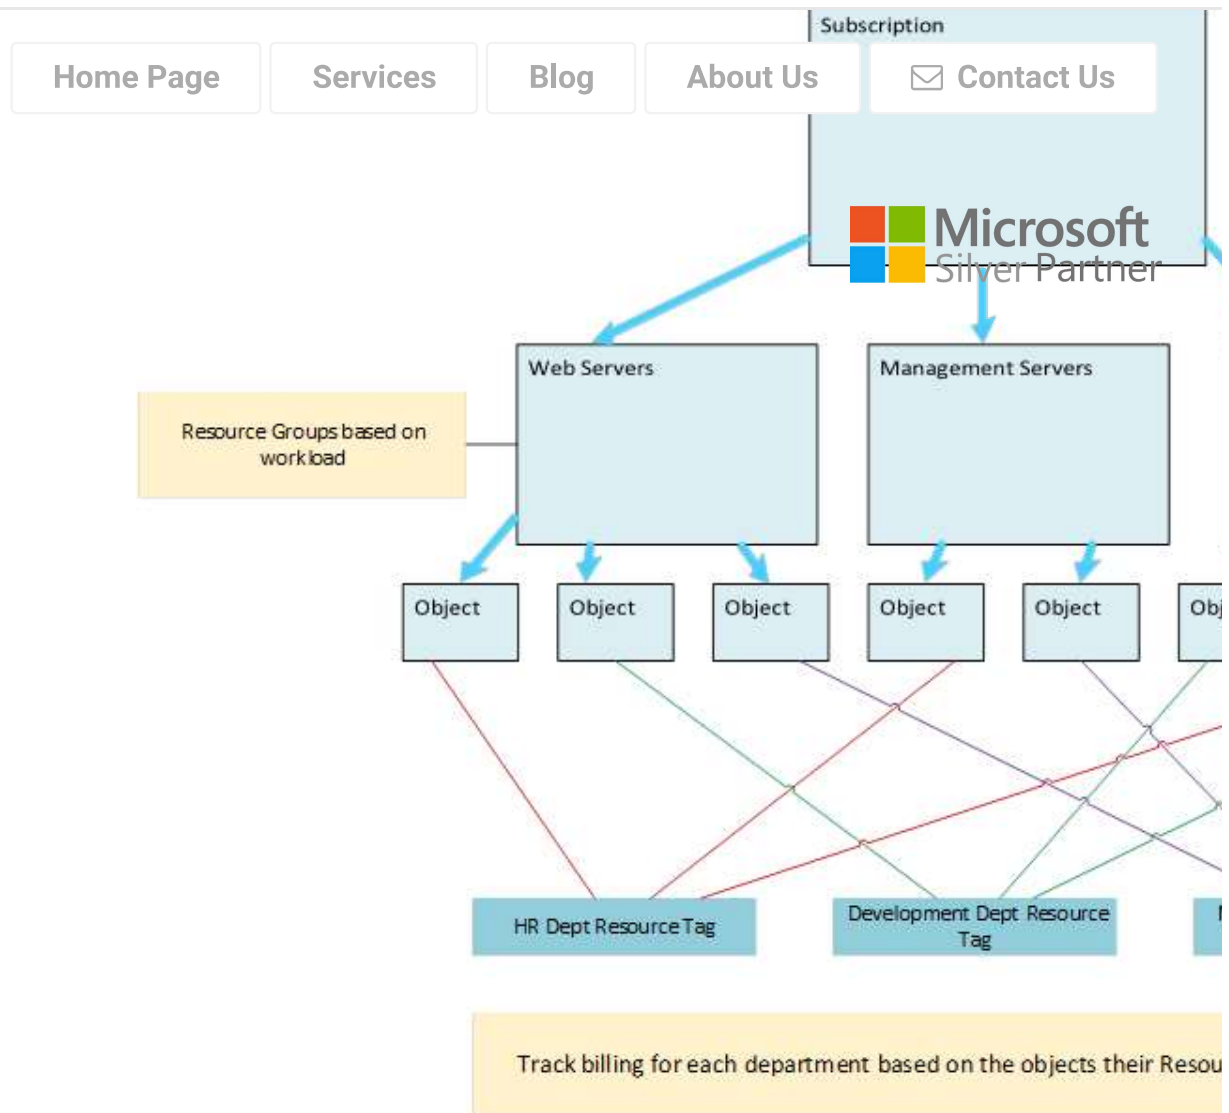 Subscription
Home Page
Services
Blog
About Us
Contact Us
Microsoft
Silver Partner
Web Servers
Management Servers
Resource Groups based on
workload
Object
Object
Object
Object
Object
HR Dept Resource Tag
Development Dept Resource
Tag
Track billing for each department based on the objects their